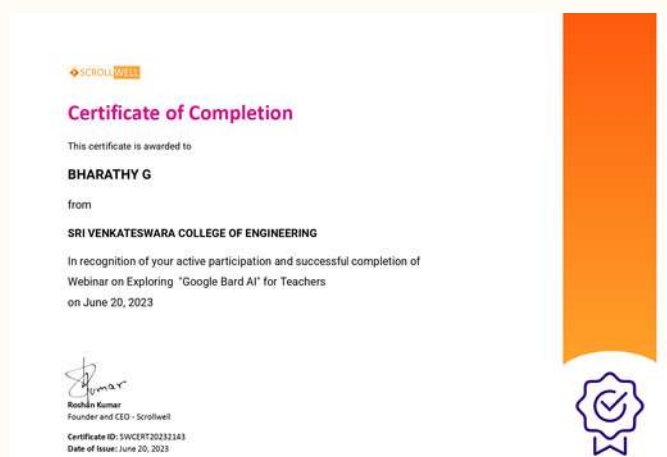 SCROLLWELL
Certificate of Completion
This certificate is awarded to
BHARATHY G
from
SRI VENKATESWARA COLLEGE OF ENGINEERING
In recognition of your active participation and successful completion of
Webinar on Exploring "Google Bard AI" for Teachers
on June 20, 2023
Kumar
Roshan Kumar
Founder and CEO - Scrollwell
Certificate ID: SWCERT20232143
Date of Issue: June 20, 2023